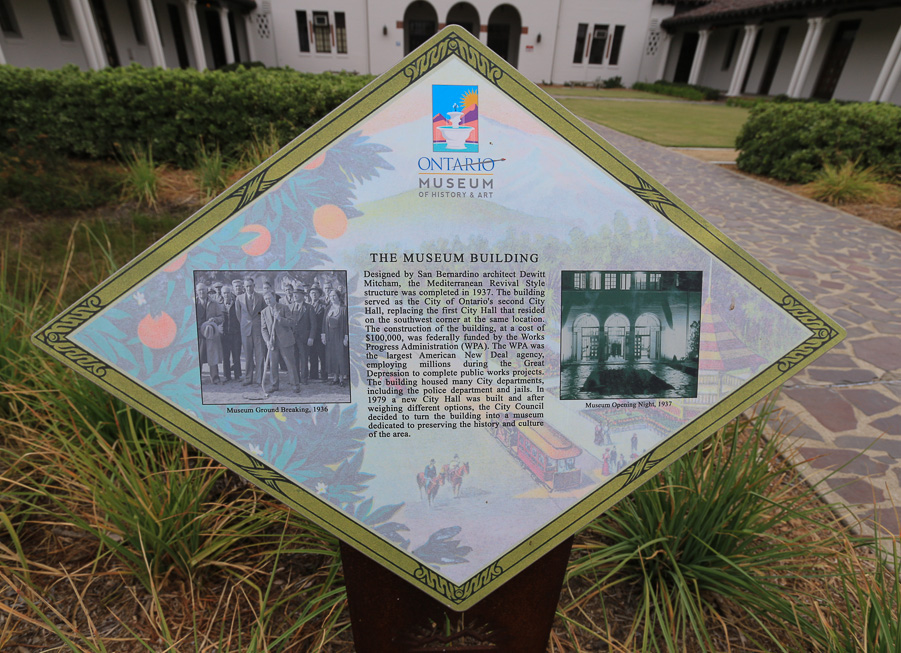 ONTARIO
MUSEUM
OF HISTORY & ART
THE MUSEUM BUILDING
Designed by San Bernardino architect Dewitt
Mitcham, the Mediterranean Revival Style
structure was completed in 1937. The building
served as the City of Ontario's second City
Hall, replacing the first City Hall that resided
on the southwest corner at the same location.
The construction of the building, at a cost of
$100,000, was federally funded by the Works
Progress Administration (WPA). The WPA was
the largest American New Deal agency,
employing millions during the Great
Depression to complete public works projects.
The building housed many City departments,
including the police department and jails. In
1979 a new City Hall was built and after
weighing different options, the City Council
decided to turn the building into a museum
dedicated to preserving the history and culture
of the area.
Museum Ground Breaking, 1936
Museum Opening Night, 1937